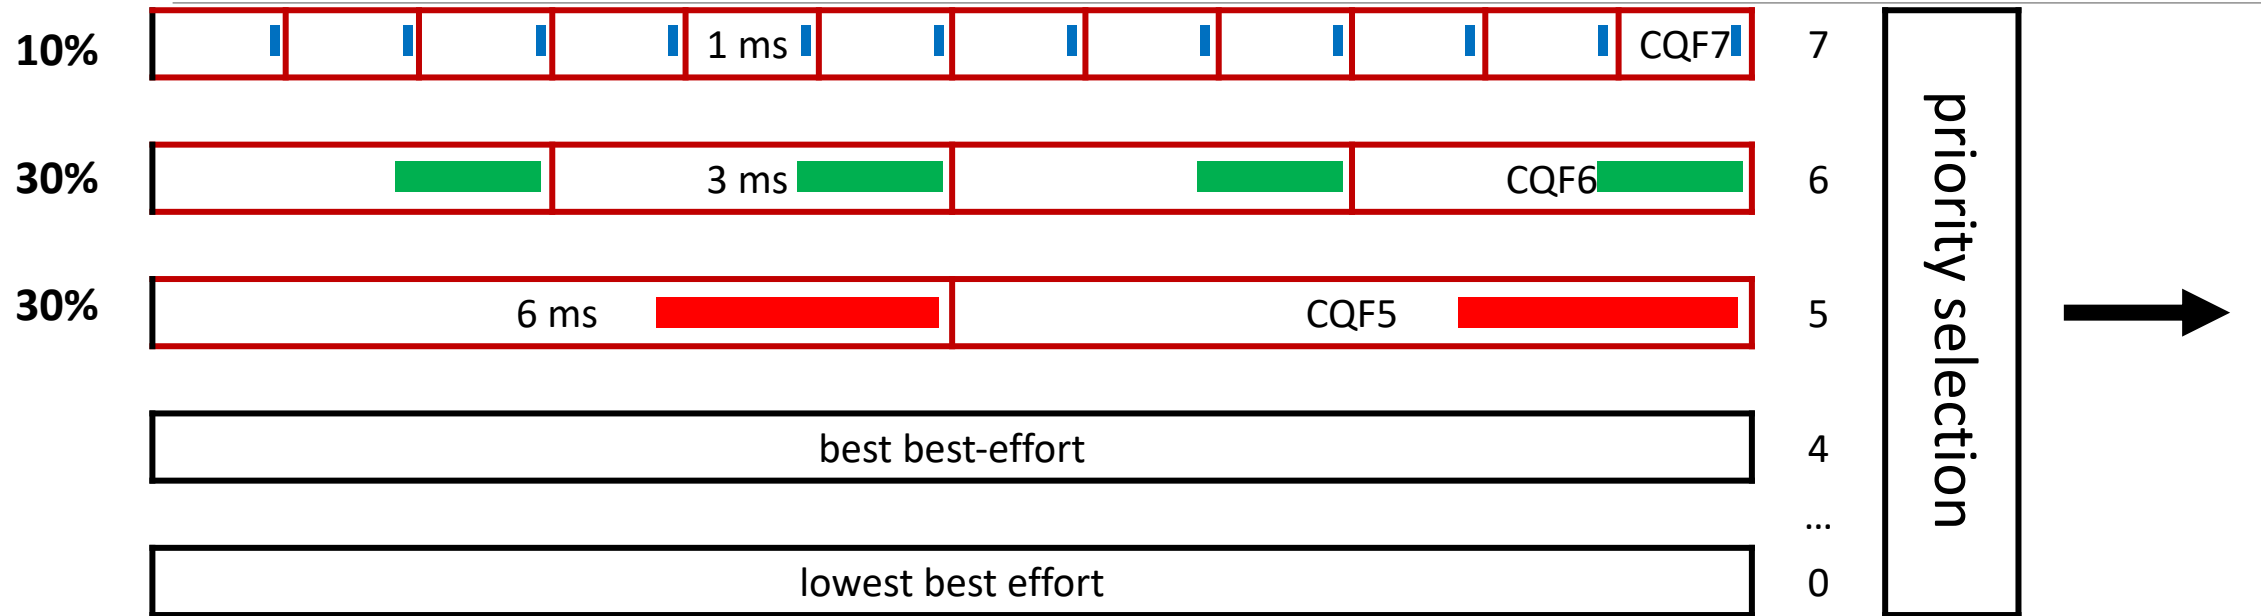 10% 1 ms CQF7 7
30% 3 ms CQF6 6
30% 6 ms CQF5 5
best best-effort 4
...
lowest best effort 0
priority selection